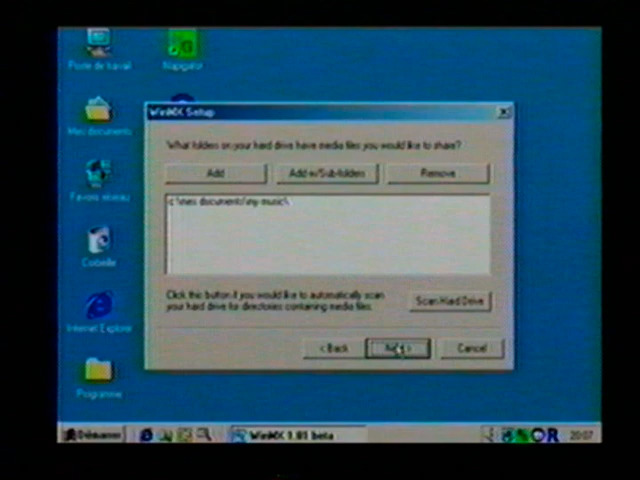 Poste de travail
Navigator
Mes documents
Favoris réseau
Corbeille
Internet Explorer
Programme
WinMX Setup
What folders on your hard drive have media files you would like to share?
Add
Add w/Sub-folders
Remove
c:\mes documents\my music\
Click this button if you would like to automatically scan
your hard drive for directories containing media files.
Scan Hard Drive
< Back
Next >
Cancel
Démarrer
WinMX 1.81 beta
20:07